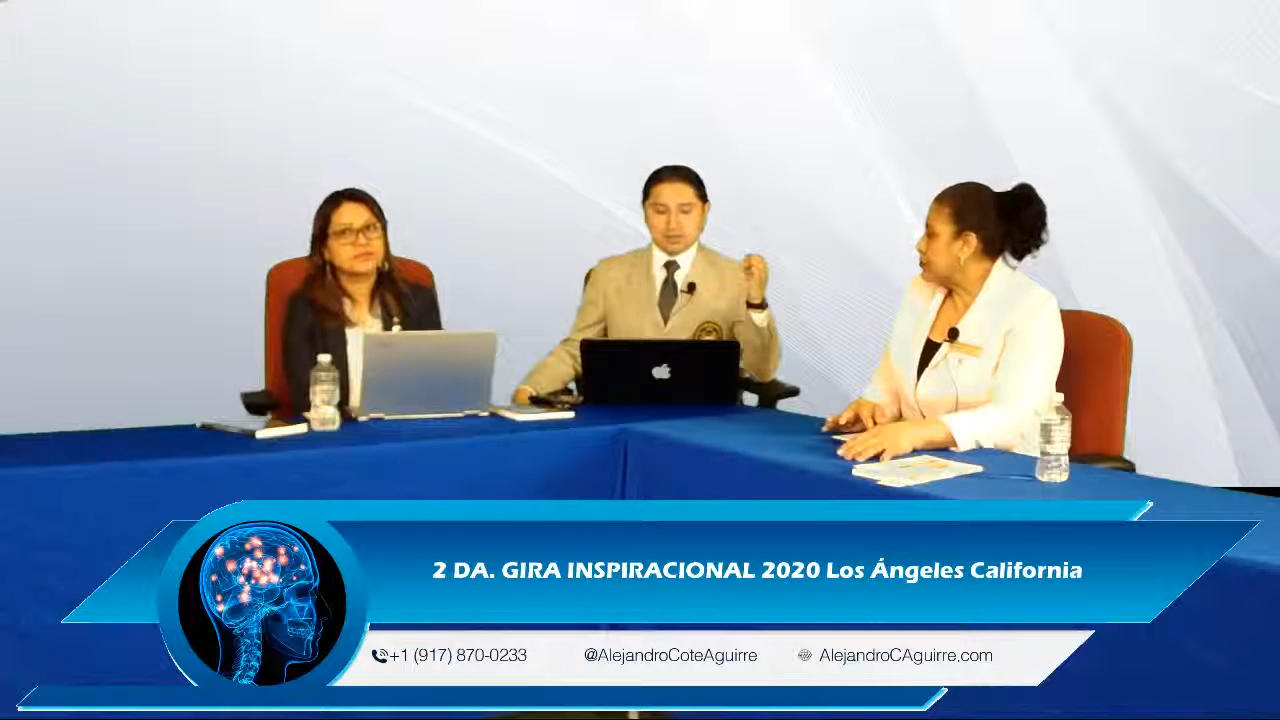 2 DA. GIRA INSPIRACIONAL 2020 Los Ángeles California
+1 (917) 870-0233 @AlejandroCoteAguirre AlejandroCAguirre.com